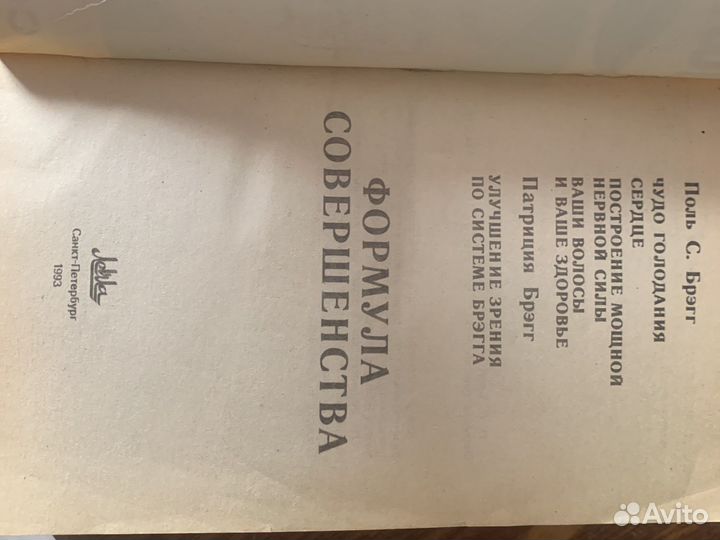 Поль С. Брэгг
ЧУДО ГОЛОДАНИЯ
СЕРДЦЕ
ПОСТРОЕНИЕ МОЩНОЙ
НЕРВНОЙ СИЛЫ
ВАШИ ВОЛОСЫ
И ВАШЕ ЗДОРОВЬЕ
Патриция Брэгг
УЛУЧШЕНИЕ ЗРЕНИЯ
ПО СИСТЕМЕ БРЭГГА
ФОРМУЛА
СОВЕРШЕНСТВА
Санкт-Петербург
1993
Avito